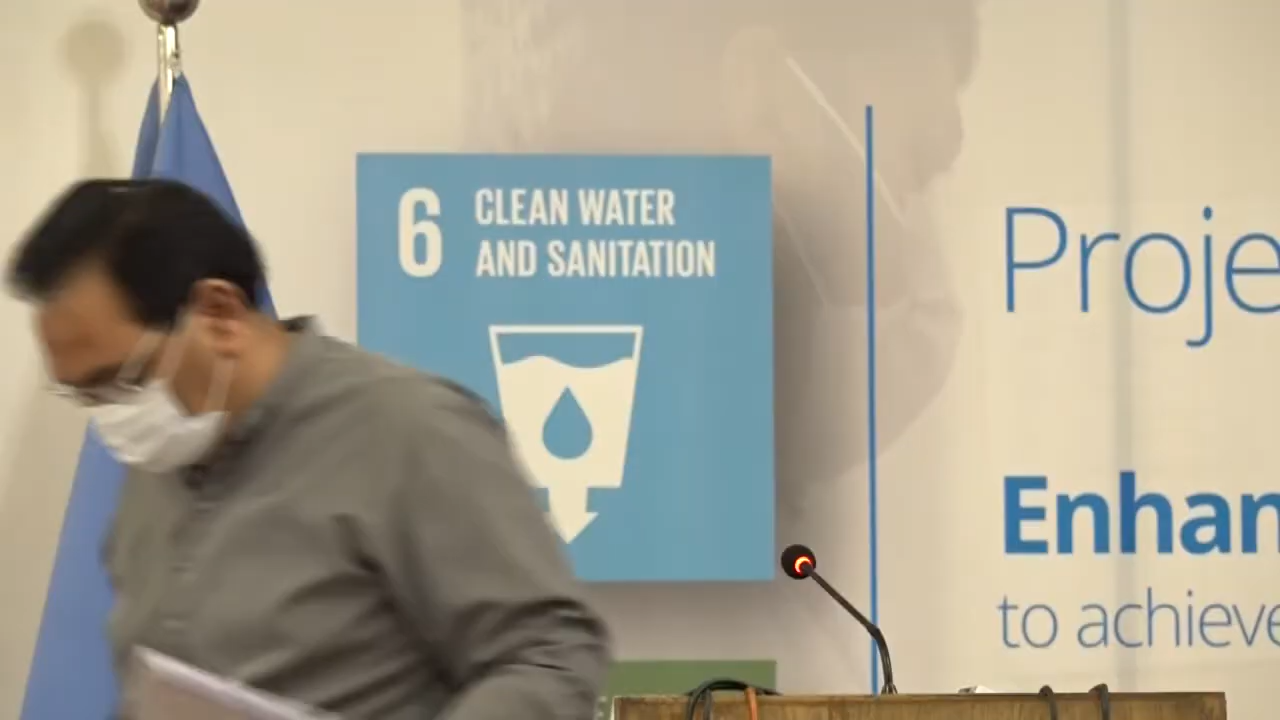 6 CLEAN WATER
AND SANITATION
Proje
Enhan
to achieve